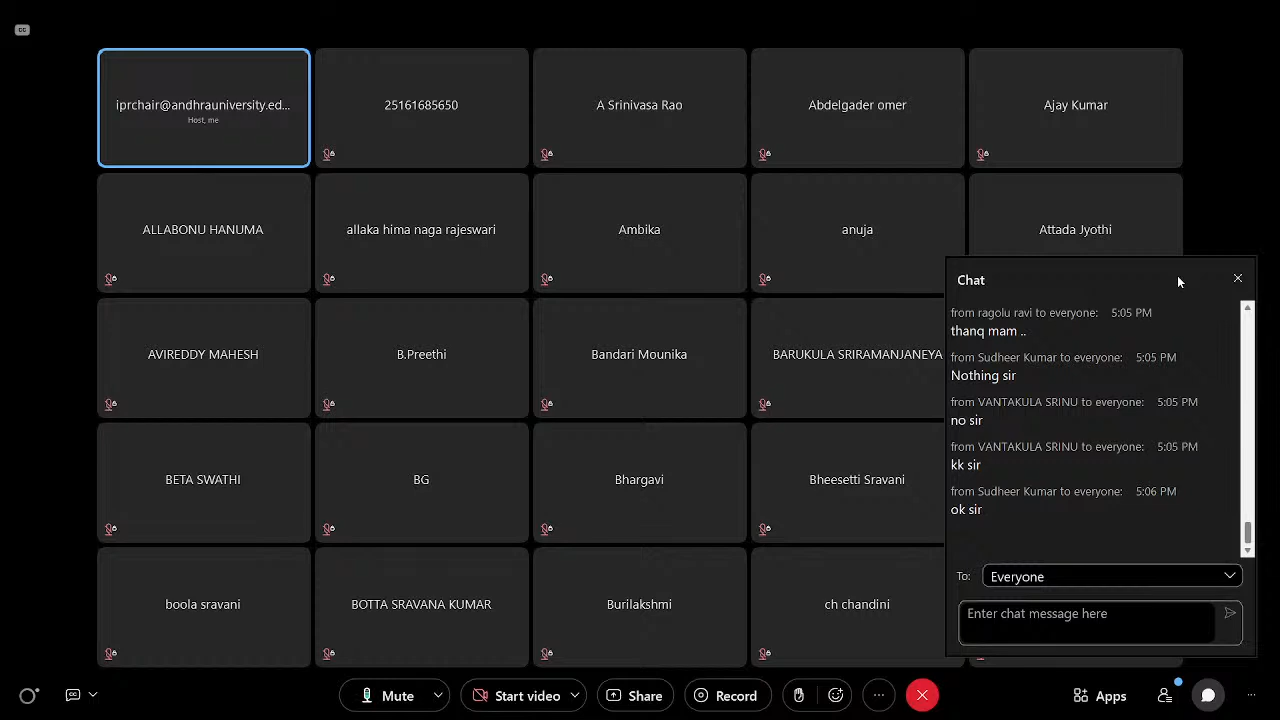 CC
iprchair@andhrauniversity.ed...
Host, me
25161685650
A Srinivasa Rao
Abdelgader omer
Ajay Kumar
ALLABONU HANUMA
allaka hima naga rajeswari
Ambika
anuja
Attada Jyothi
AVIREDDY MAHESH
B.Preethi
Bandari Mounika
BARUKULA SRIRAMANJANEYA
BETA SWATHI
BG
Bhargavi
Bheesetti Sravani
boola sravani
BOTTA SRAVANA KUMAR
Burilakshmi
ch chandini
Chat
from ragolu ravi to everyone: 5:05 PM
thanq mam ..
from Sudheer Kumar to everyone: 5:05 PM
Nothing sir
from VANTAKULA SRINU to everyone: 5:05 PM
no sir
from VANTAKULA SRINU to everyone: 5:05 PM
kk sir
from Sudheer Kumar to everyone: 5:06 PM
ok sir
To: Everyone
Enter chat message here
CC
Mute
Start video
Share
Record
Apps